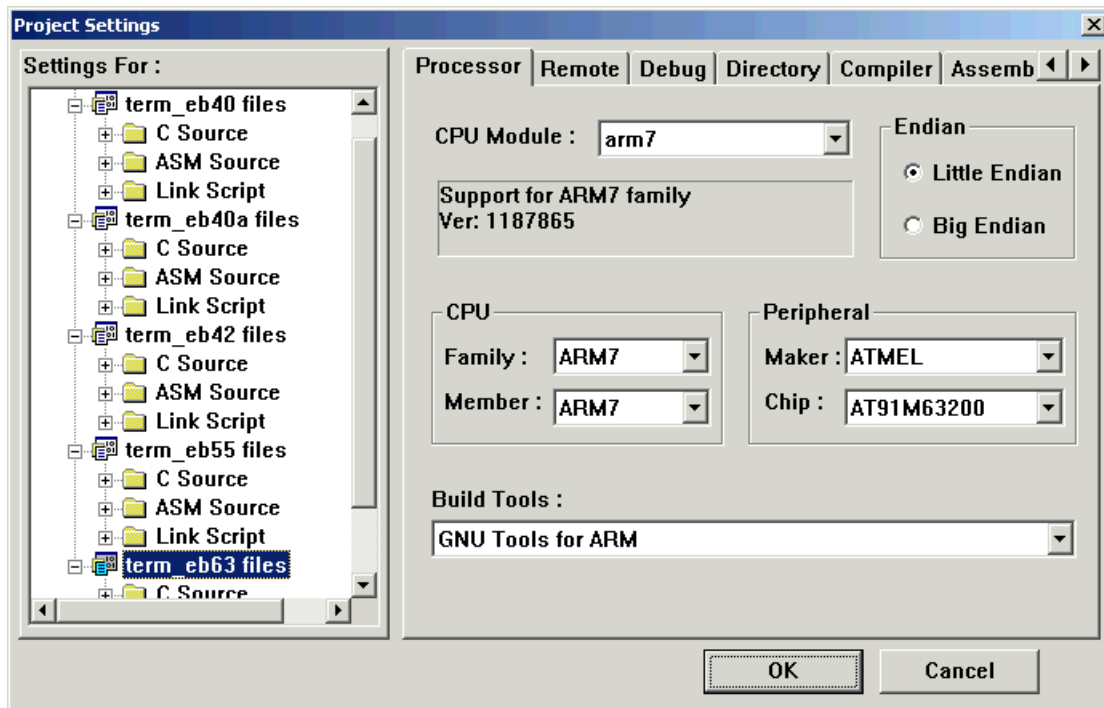 Project Settings
Settings For :
term_eb40 files
C Source
ASM Source
Link Script
term_eb40a files
C Source
ASM Source
Link Script
term_eb42 files
C Source
ASM Source
Link Script
term_eb55 files
C Source
ASM Source
Link Script
term_eb63 files
C Source
Processor Remote Debug Directory Compiler Assemb
CPU Module : arm7
Support for ARM7 family
Ver: 1187865
Endian
Little Endian
Big Endian
CPU
Family : ARM7
Member : ARM7
Peripheral
Maker : ATMEL
Chip : AT91M63200
Build Tools :
GNU Tools for ARM
OK Cancel